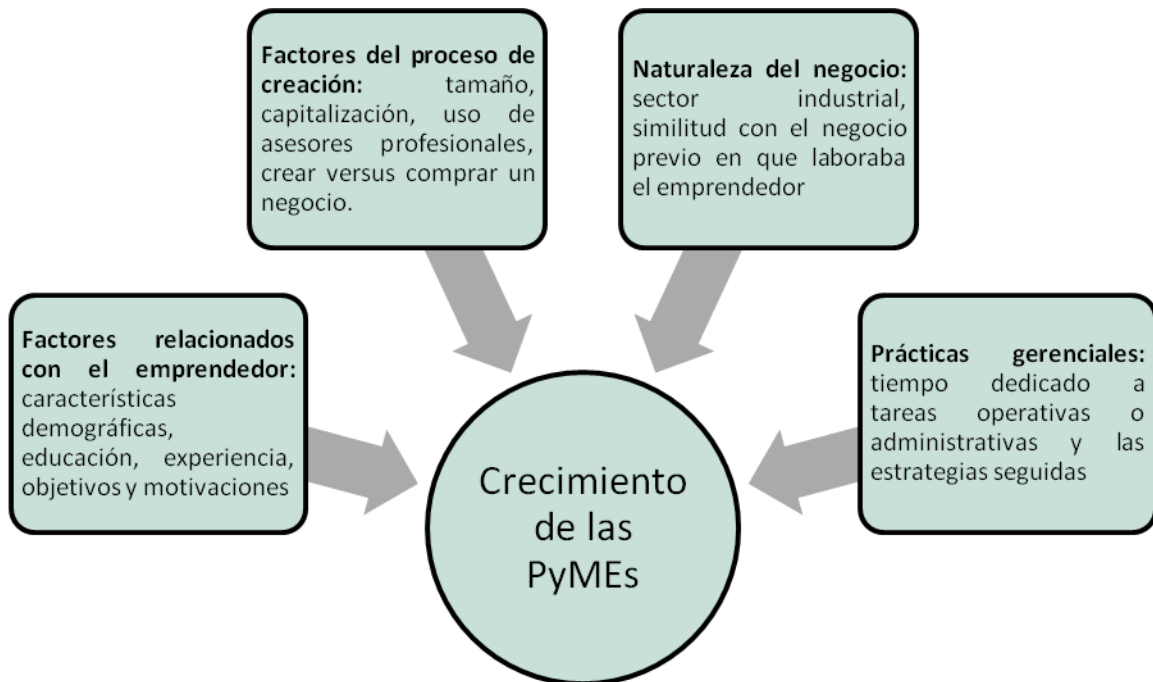 Factores del proceso de
creación: tamaño,
capitalización, uso de
asesores profesionales,
crear versus comprar un
negocio.
Naturaleza del negocio:
sector industrial,
similitud con el negocio
previo en que laboraba
el emprendedor
Factores relacionados
con el emprendedor:
características
demográficas,
educación, experiencia,
objetivos y motivaciones
Prácticas gerenciales:
tiempo dedicado a
tareas operativas o
administrativas y las
estrategias seguidas
Crecimiento
de las
PyMEs